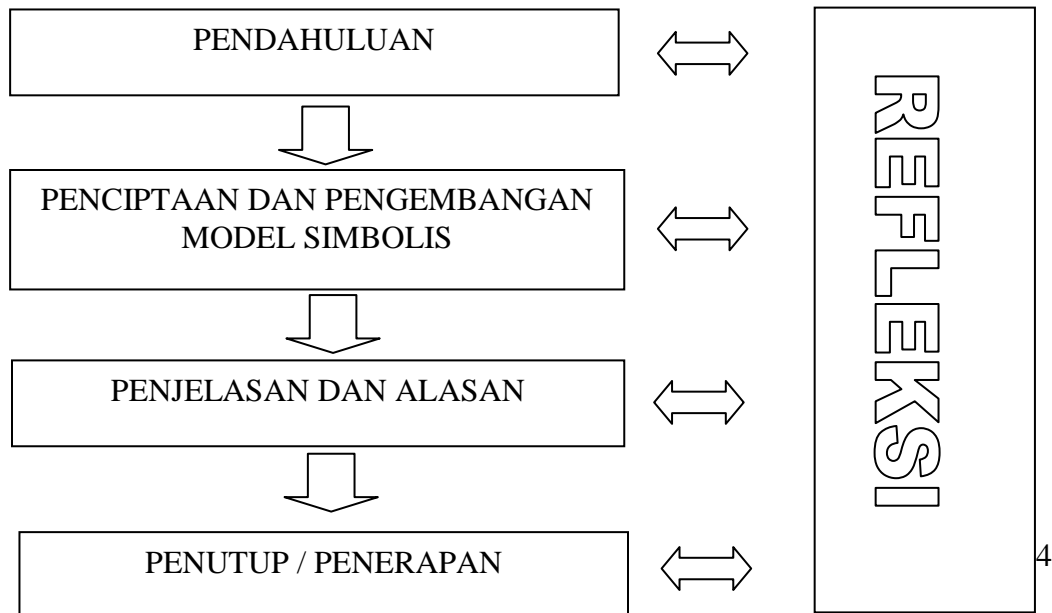 PENDAHULUAN
PENCIPTAAN DAN PENGEMBANGAN
MODEL SIMBOLIS
PENJELASAN DAN ALASAN
PENUTUP / PENERAPAN
REFLEKSI
4